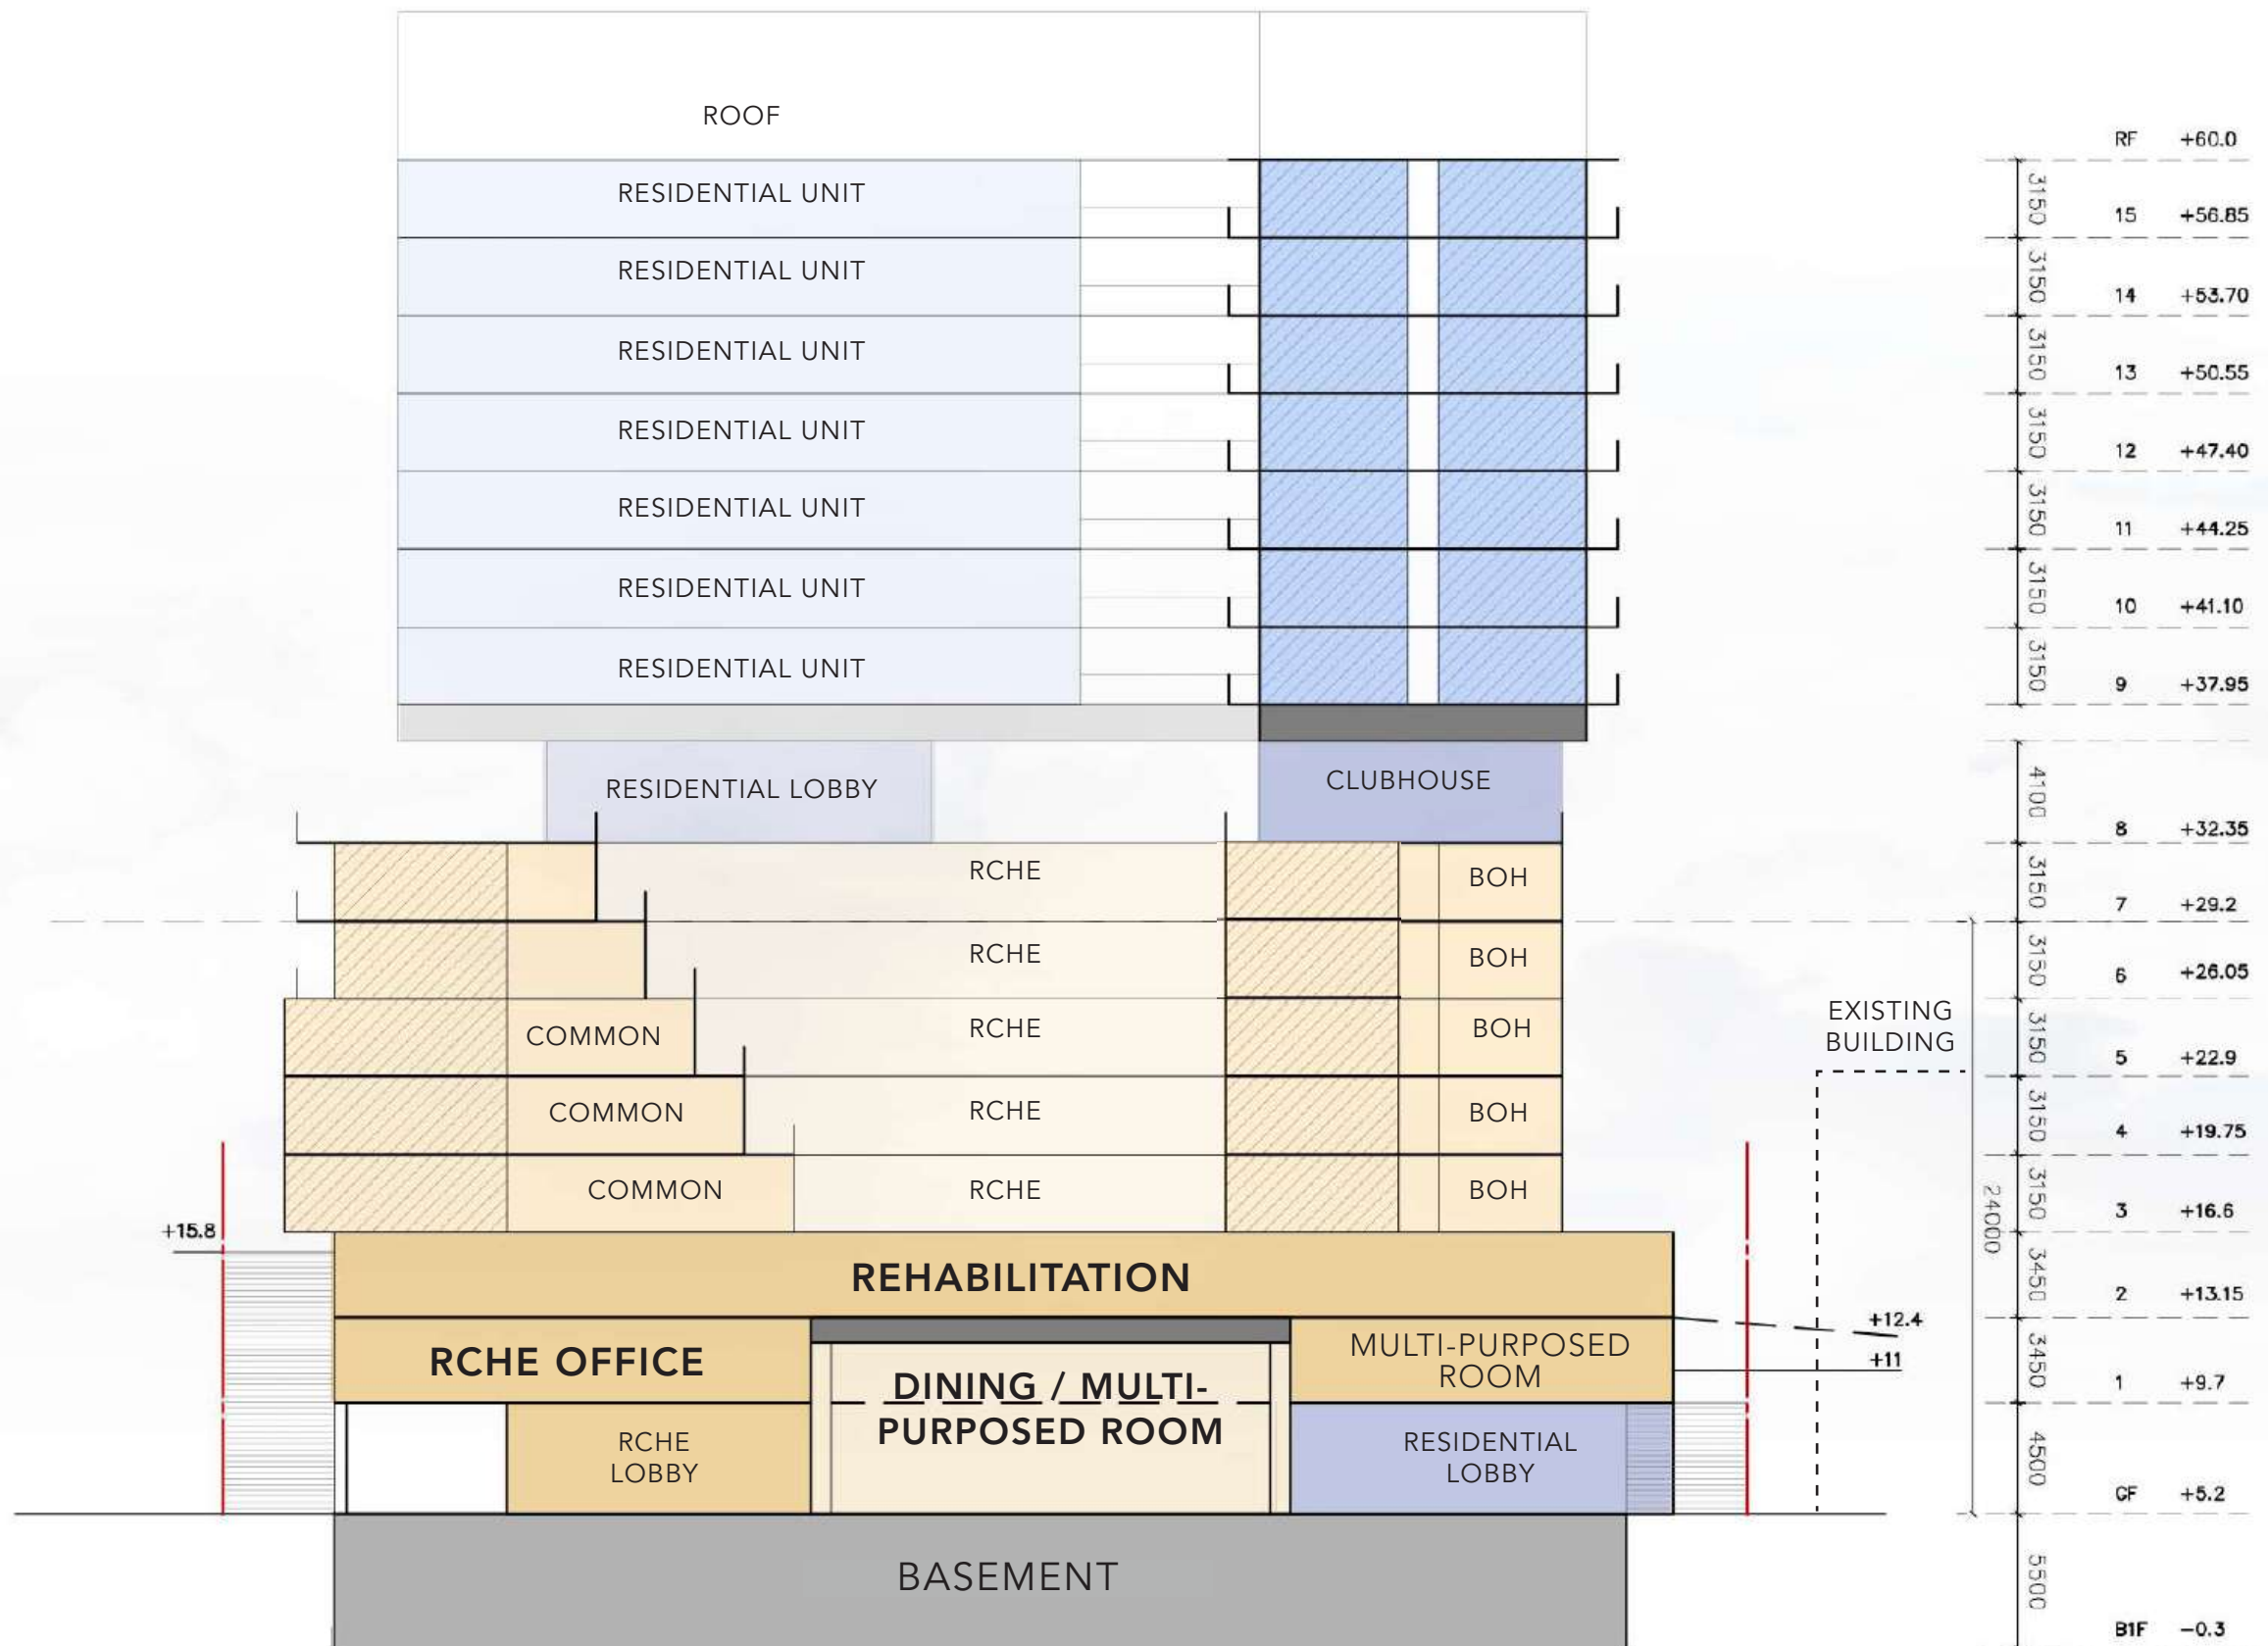 ROOF
RF +60.0
RESIDENTIAL UNIT
3150
15 +56.85
RESIDENTIAL UNIT
3150
14 +53.70
RESIDENTIAL UNIT
3150
13 +50.55
RESIDENTIAL UNIT
3150
12 +47.40
RESIDENTIAL UNIT
3150
11 +44.25
RESIDENTIAL UNIT
3150
10 +41.10
RESIDENTIAL UNIT
3150
9 +37.95
RESIDENTIAL LOBBY
CLUBHOUSE
4100
8 +32.35
RCHE
BOH
3150
7 +29.2
RCHE
BOH
3150
6 +26.05
COMMON
RCHE
BOH
EXISTING
BUILDING
3150
5 +22.9
COMMON
RCHE
BOH
3150
4 +19.75
COMMON
RCHE
BOH
3150
3 +16.6
24000
+15.8
REHABILITATION
3450
2 +13.15
+12.4
RCHE OFFICE
MULTI-PURPOSED
ROOM
+11
3450
1 +9.7
DINING / MULTI-
PURPOSED ROOM
RCHE
LOBBY
RESIDENTIAL
LOBBY
4500
GF +5.2
BASEMENT
5500
B1F −0.3